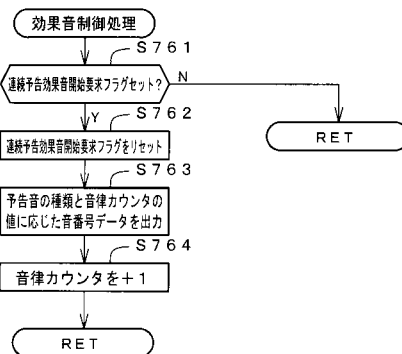 効果音制御処理
S761
連続予告効果音開始要求フラグセット?
N
Y
S762
RET
連続予告効果音開始要求フラグをリセット
S763
予告音の種類と音律カウンタの
値に応じた音番号データを出力
S764
音律カウンタを+1
RET